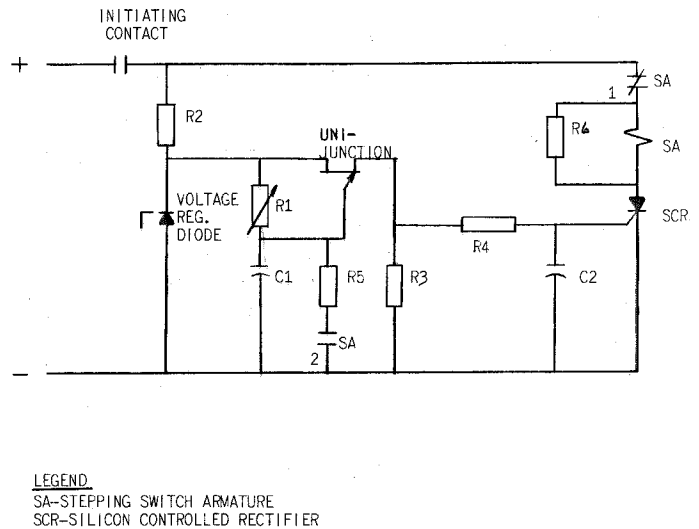 INITIATING
CONTACT
+
SA
1
R2
R6
UNI-
JUNCTION
SA
VOLTAGE
REG.
DIODE
R1
SCR
R4
C1
R5
R3
C2
SA
2
-
LEGEND
SA-STEPPING SWITCH ARMATURE
SCR-SILICON CONTROLLED RECTIFIER